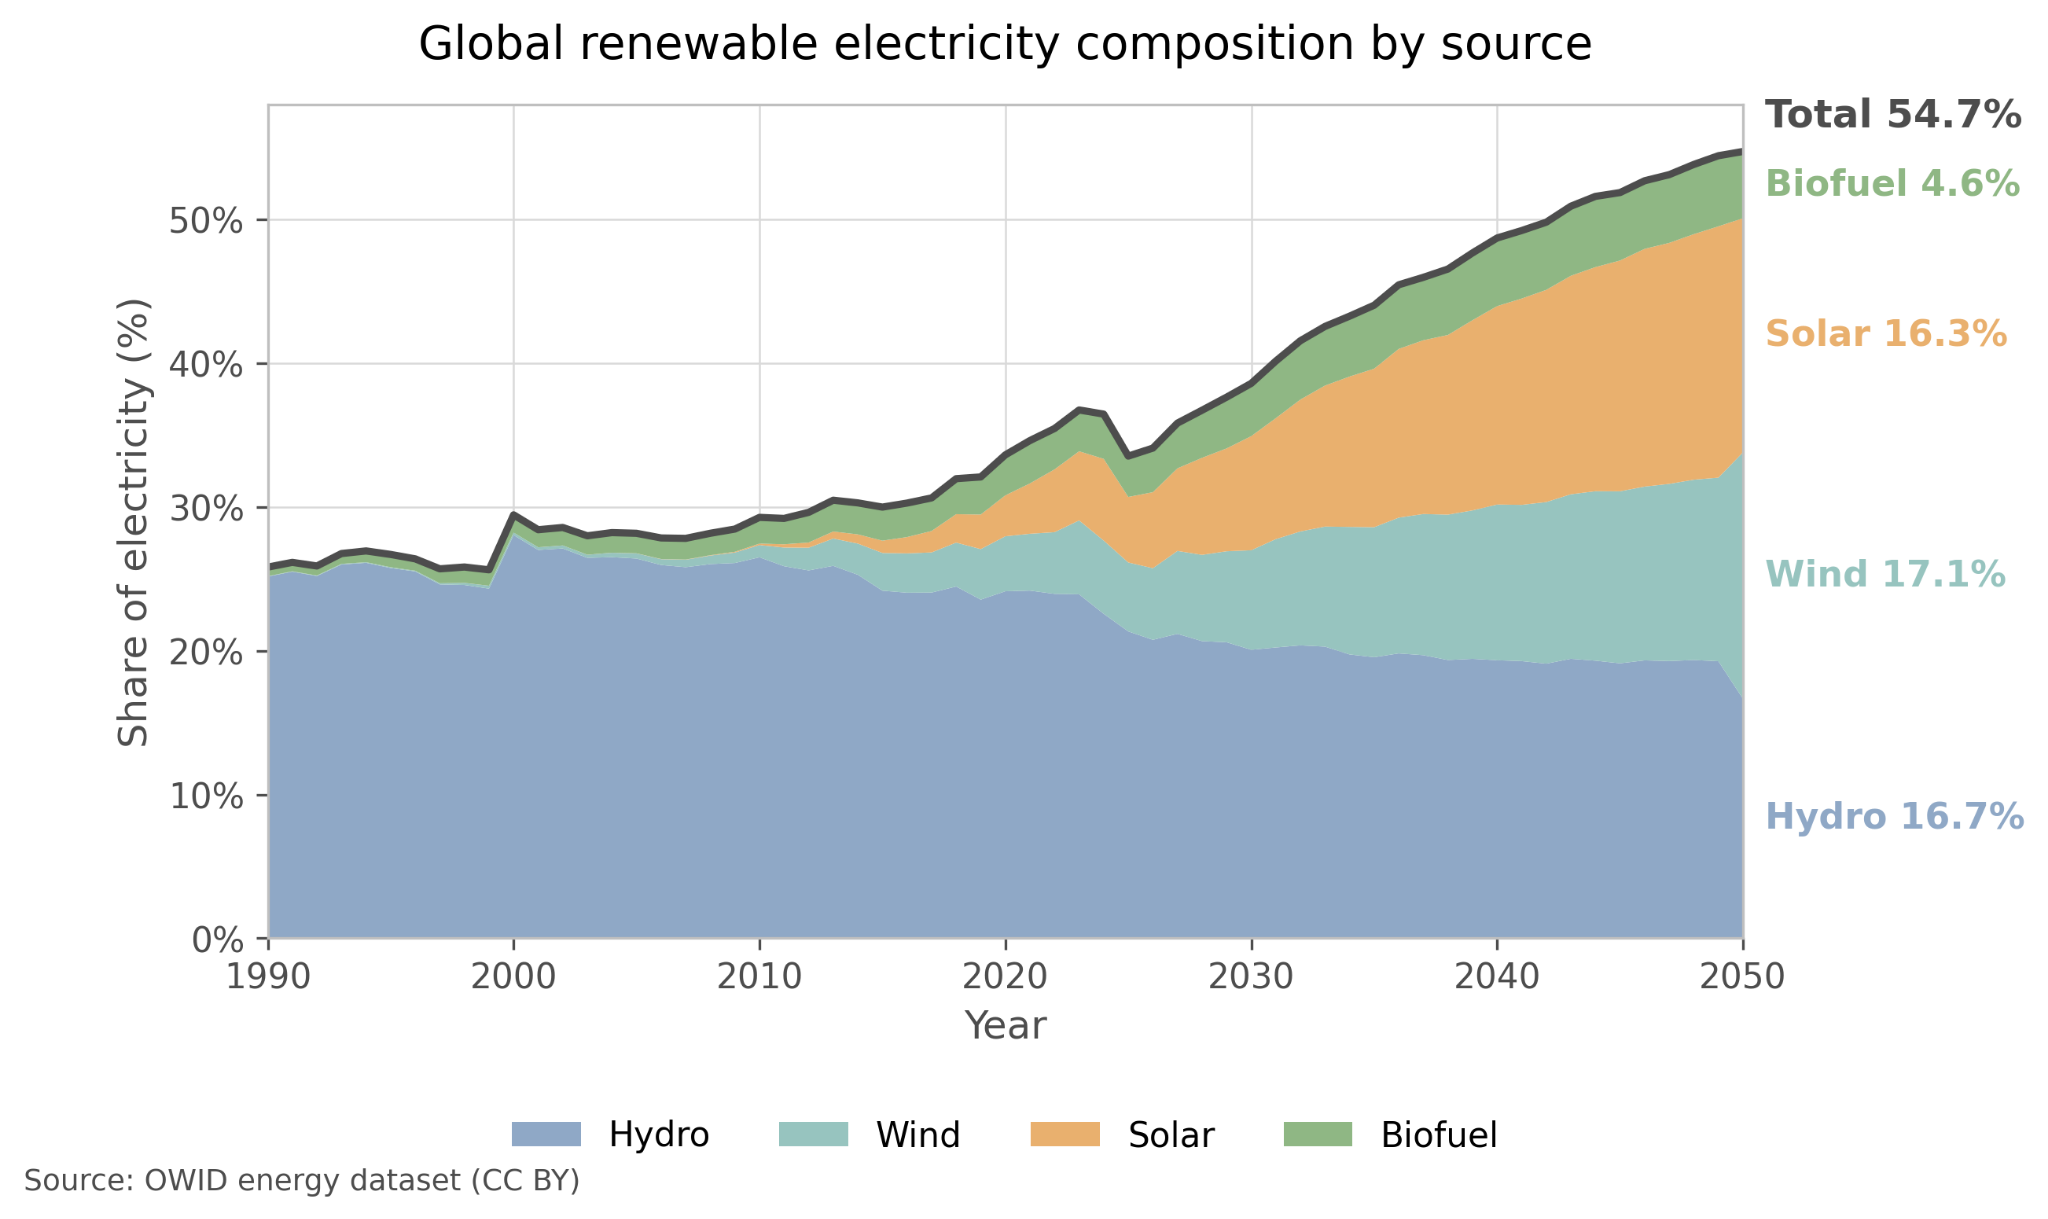 Global renewable electricity composition by source
Total 54.7%
Biofuel 4.6%
Solar 16.3%
Wind 17.1%
Hydro 16.7%
Share of electricity (%)
50%
40%
30%
20%
10%
0%
1990 2000 2010 2020 2030 2040 2050
Year
Hydro Wind Solar Biofuel
Source: OWID energy dataset (CC BY)